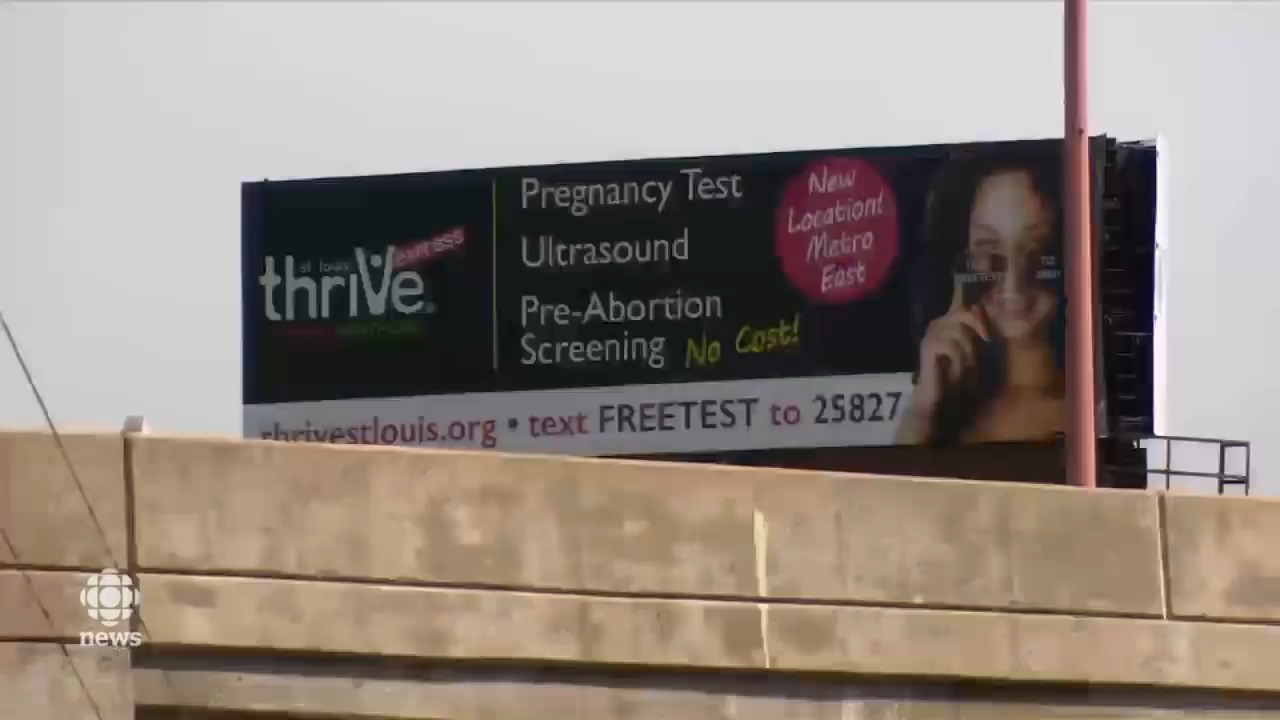 st louis
thriVe
express
Pregnancy Test
Ultrasound
Pre-Abortion
Screening No Cost!
New
Location!
Metro
East
thrivestlouis.org • text FREETEST to 25827
news